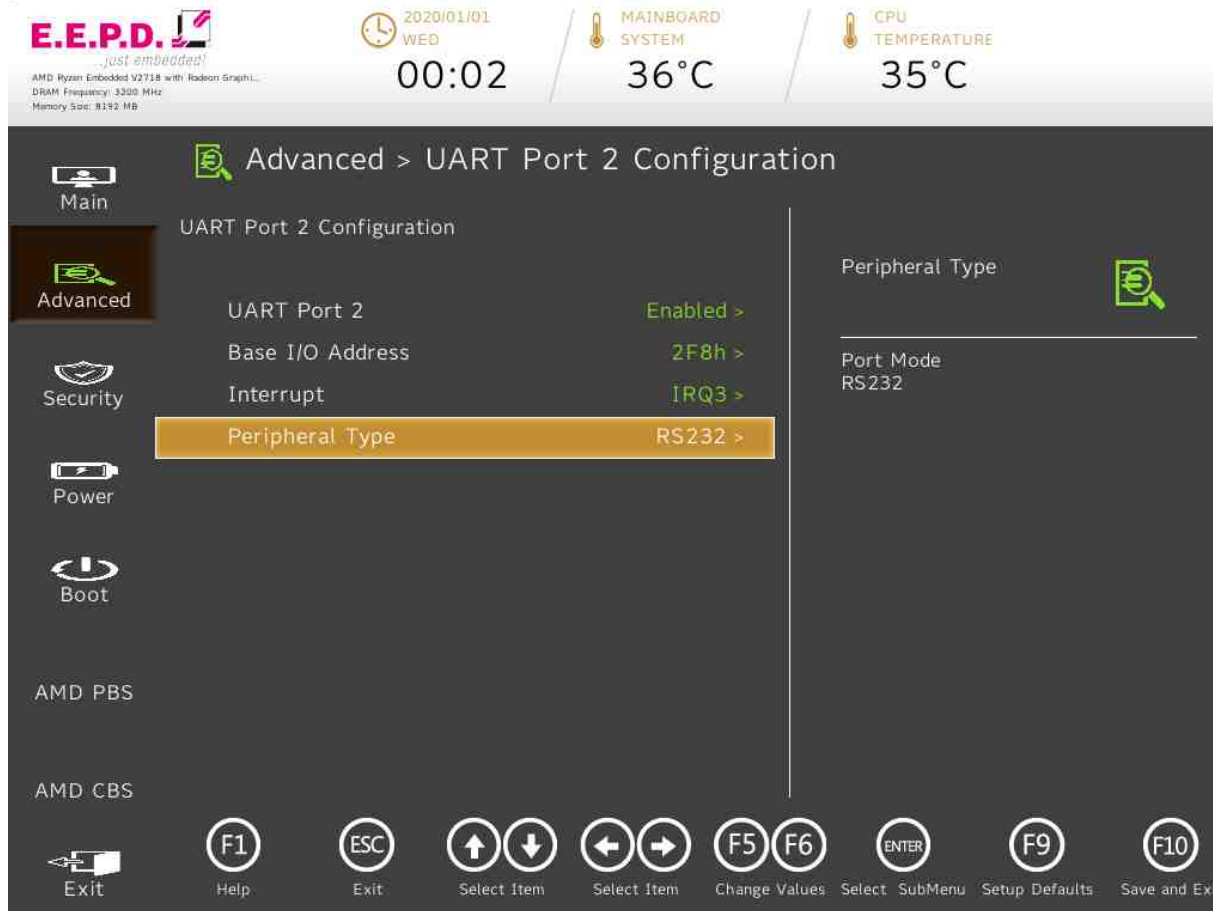 E.E.P.D.
...just embedded!
AMD Ryzen Embedded V2718 with Radeon Graphi...
DRAM Frequency: 3200 MHz
Memory Size: 8192 MB
2020/01/01
WED
00:02
MAINBOARD
SYSTEM
36°C
CPU
TEMPERATURE
35°C
Main
Advanced
Security
Power
Boot
AMD PBS
AMD CBS
Exit
Advanced > UART Port 2 Configuration
UART Port 2 Configuration
UART Port 2 Enabled >
Base I/O Address 2F8h >
Interrupt IRQ3 >
Peripheral Type RS232 >
Peripheral Type
Port Mode
RS232
F1 ESC F5 F6 ENTER F9 F10
Help Exit Select Item Select Item Change Values Select SubMenu Setup Defaults Save and Ex